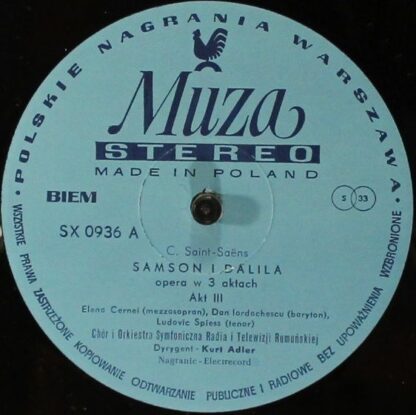 • POLSKIE NAGRANIA WARSZAWA •
Muza
STEREO
MADE IN POLAND
BIEM
S 33
SX 0936 A
C. Saint-Saëns
SAMSON I DALILA
opera w 3 aktach
Akt III
Elena Cernei (mezzosopran), Dan Iordachescu (baryton),
Ludovic Spless (tenor)
Chór i Orkiestra Symfoniczna Radia i Telewizji Rumuńskiej
Dyrygent - Kurt Adler
Nagranie - Electrecord
WSZYSTKIE PRAWA ZASTRZEŻONE KOPIOWANIE ODTWARZANIE PUBLICZNE I RADIOWE BEZ UPOWAŻNIENIA WZBRONIONE